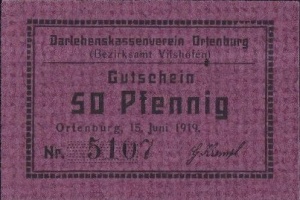 Darlehenskassenverein Ortenburg
(Bezirksamt Vilshofen)
Gutschein
50 Pfennig
Ortenburg, 15. Juni 1919.
Nr. 5107